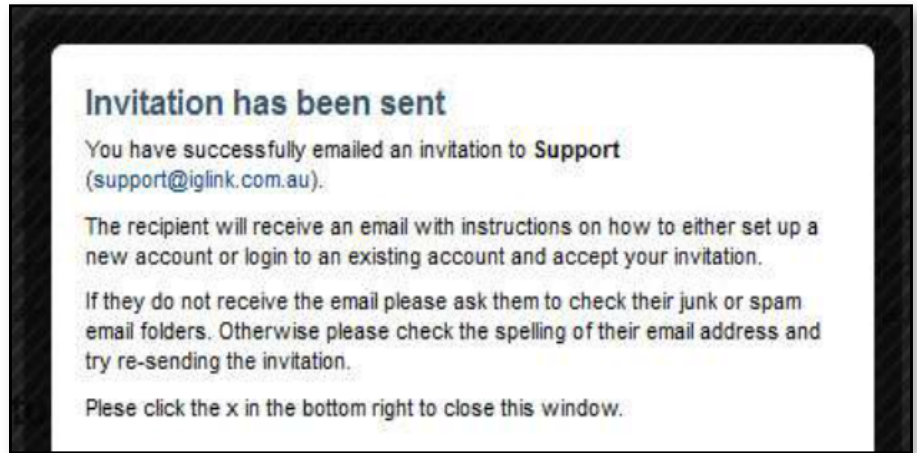 Invitation has been sent
You have successfully emailed an invitation to Support
(support@iglink.com.au).
The recipient will receive an email with instructions on how to either set up a
new account or login to an existing account and accept your invitation.
If they do not receive the email please ask them to check their junk or spam
email folders. Otherwise please check the spelling of their email address and
try re-sending the invitation.
Plese click the x in the bottom right to close this window.